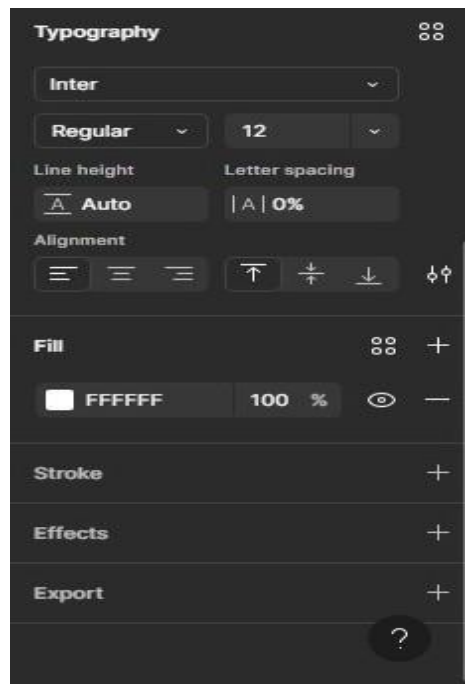 Typography
Inter
Regular 12
Line height Letter spacing
A Auto |A| 0%
Alignment
Fill
FFFFFF 100 %
Stroke
Effects
Export
?